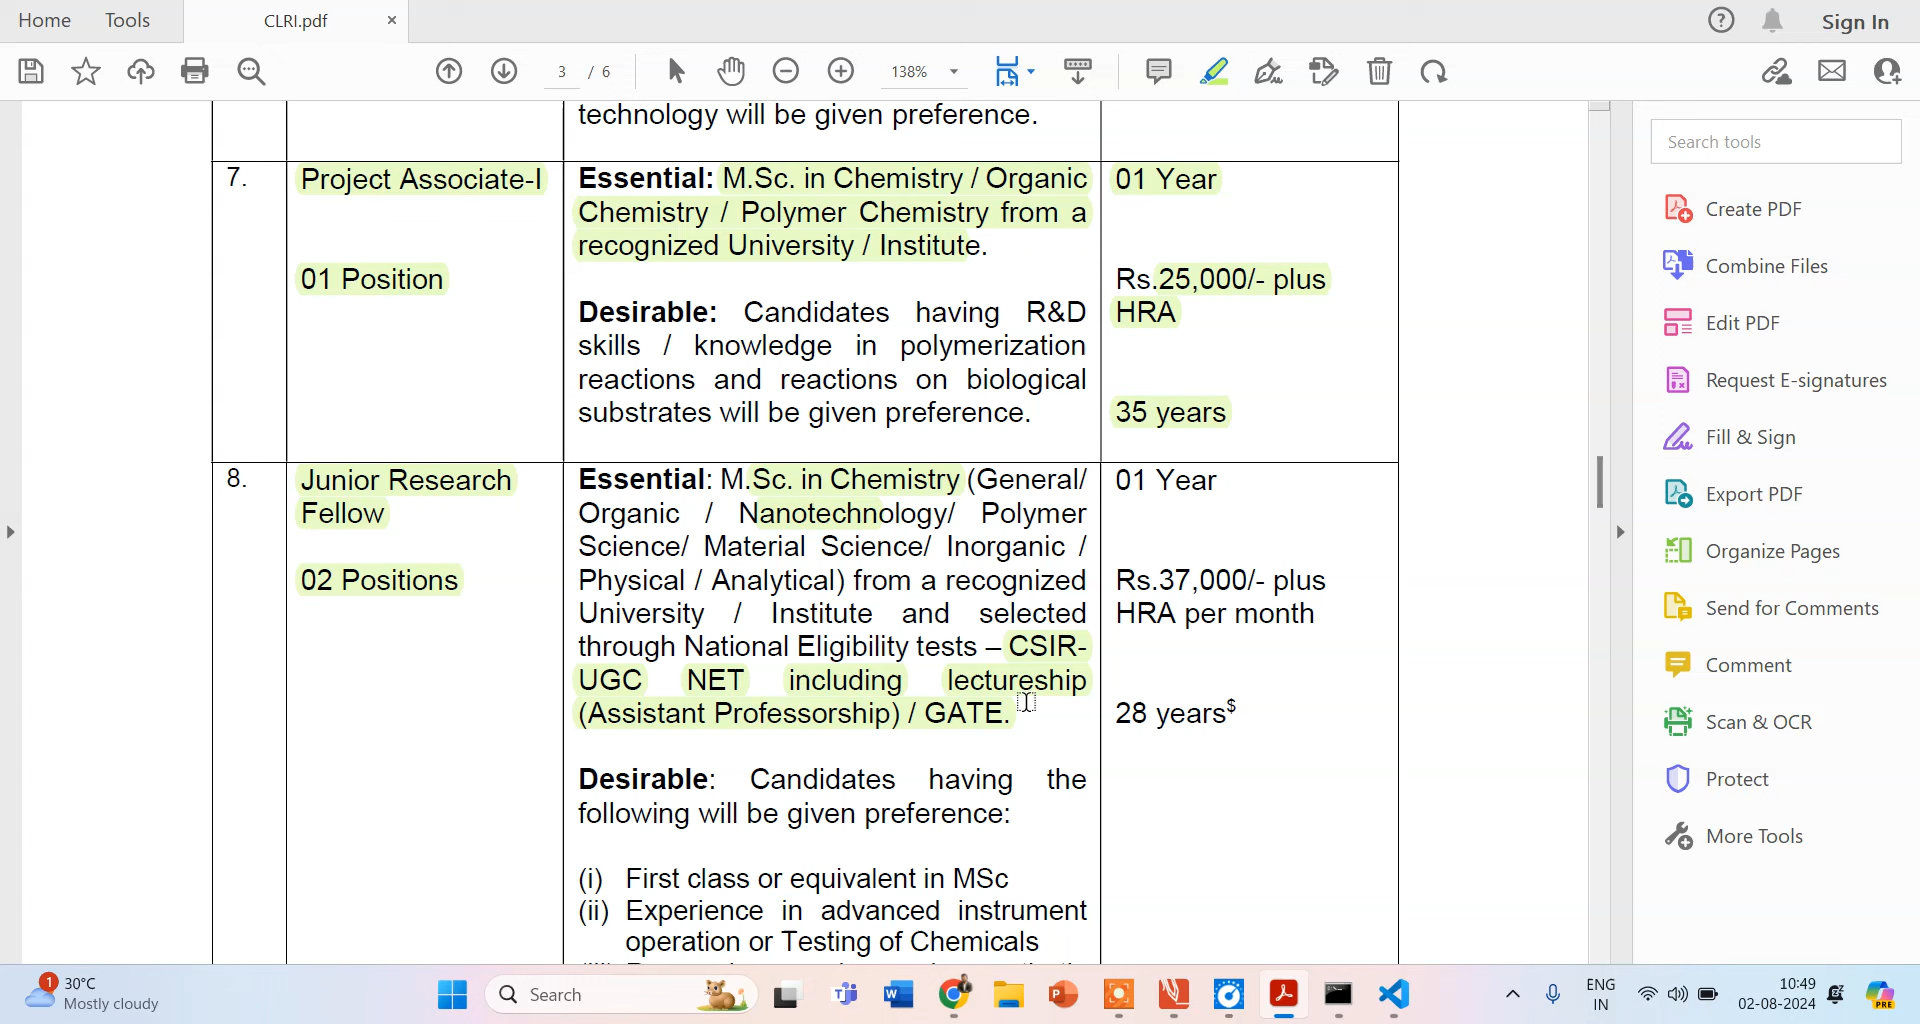 Home Tools CLRI.pdf × Sign In
3 / 6 138%
technology will be given preference.
7. Project Associate-I
01 Position
Essential: M.Sc. in Chemistry / Organic
Chemistry / Polymer Chemistry from a
recognized University / Institute.
Desirable: Candidates having R&D
skills / knowledge in polymerization
reactions and reactions on biological
substrates will be given preference.
01 Year
Rs.25,000/- plus
HRA
35 years
8. Junior Research
Fellow
02 Positions
Essential: M.Sc. in Chemistry (General/
Organic / Nanotechnology/ Polymer
Science/ Material Science/ Inorganic /
Physical / Analytical) from a recognized
University / Institute and selected
through National Eligibility tests – CSIR-
UGC NET including lectureship
(Assistant Professorship) / GATE.
Desirable: Candidates having the
following will be given preference:
(i) First class or equivalent in MSc
(ii) Experience in advanced instrument
operation or Testing of Chemicals
01 Year
Rs.37,000/- plus
HRA per month
28 years$
Search tools
Create PDF
Combine Files
Edit PDF
Request E-signatures
Fill & Sign
Export PDF
Organize Pages
Send for Comments
Comment
Scan & OCR
Protect
More Tools
1
30°C
Mostly cloudy
Search
ENG
IN
10:49
02-08-2024
PRE